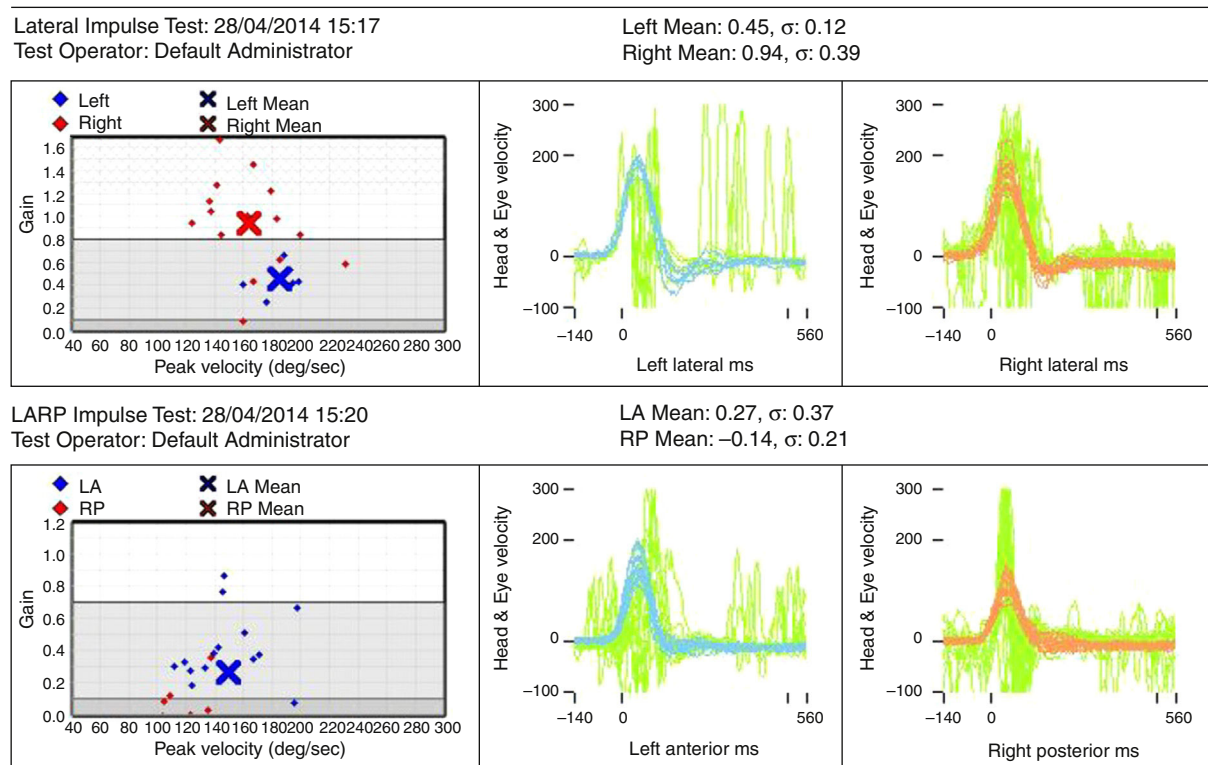 Lateral Impulse Test: 28/04/2014 15:17
Test Operator: Default Administrator
Left Mean: 0.45, σ: 0.12
Right Mean: 0.94, σ: 0.39
Left Left Mean
Right Right Mean
Gain
1.6
1.4
1.2
1.0
0.8
0.6
0.4
0.2
0.0
40 60 80 100 120 140 160 180 200 220 240 260 280 300
Peak velocity (deg/sec)
Head & Eye velocity
300
200
0
−100
−140 0 560
Left lateral ms
Head & Eye velocity
300
200
0
−100
−140 0 560
Right lateral ms
LARP Impulse Test: 28/04/2014 15:20
Test Operator: Default Administrator
LA Mean: 0.27, σ: 0.37
RP Mean: −0.14, σ: 0.21
LA LA Mean
RP RP Mean
Gain
1.2
1.0
0.8
0.6
0.4
0.2
0.0
40 60 80 100 120 140 160 180 200 220 240 260 280 300
Peak velocity (deg/sec)
Head & Eye velocity
300
200
0
−100
−140 0 560
Left anterior ms
Head & Eye velocity
300
200
0
−100
−140 0 560
Right posterior ms